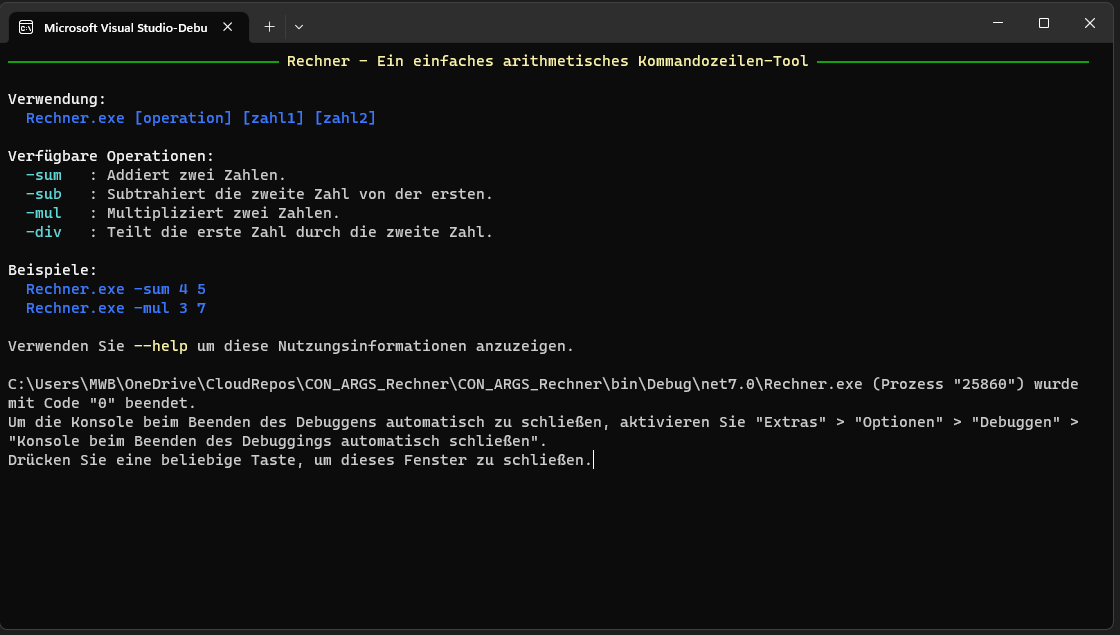 Microsoft Visual Studio-Debu
Rechner - Ein einfaches arithmetisches Kommandozeilen-Tool
Verwendung:
Rechner.exe [operation] [zahl1] [zahl2]
Verfügbare Operationen:
-sum : Addiert zwei Zahlen.
-sub : Subtrahiert die zweite Zahl von der ersten.
-mul : Multipliziert zwei Zahlen.
-div : Teilt die erste Zahl durch die zweite Zahl.
Beispiele:
Rechner.exe -sum 4 5
Rechner.exe -mul 3 7
Verwenden Sie --help um diese Nutzungsinformationen anzuzeigen.
C:\Users\MWB\OneDrive\CloudRepos\CON_ARGS_Rechner\CON_ARGS_Rechner\bin\Debug\net7.0\Rechner.exe (Prozess "25860") wurde
mit Code "0" beendet.
Um die Konsole beim Beenden des Debuggens automatisch zu schließen, aktivieren Sie "Extras" > "Optionen" > "Debuggen" >
"Konsole beim Beenden des Debuggings automatisch schließen".
Drücken Sie eine beliebige Taste, um dieses Fenster zu schließen.